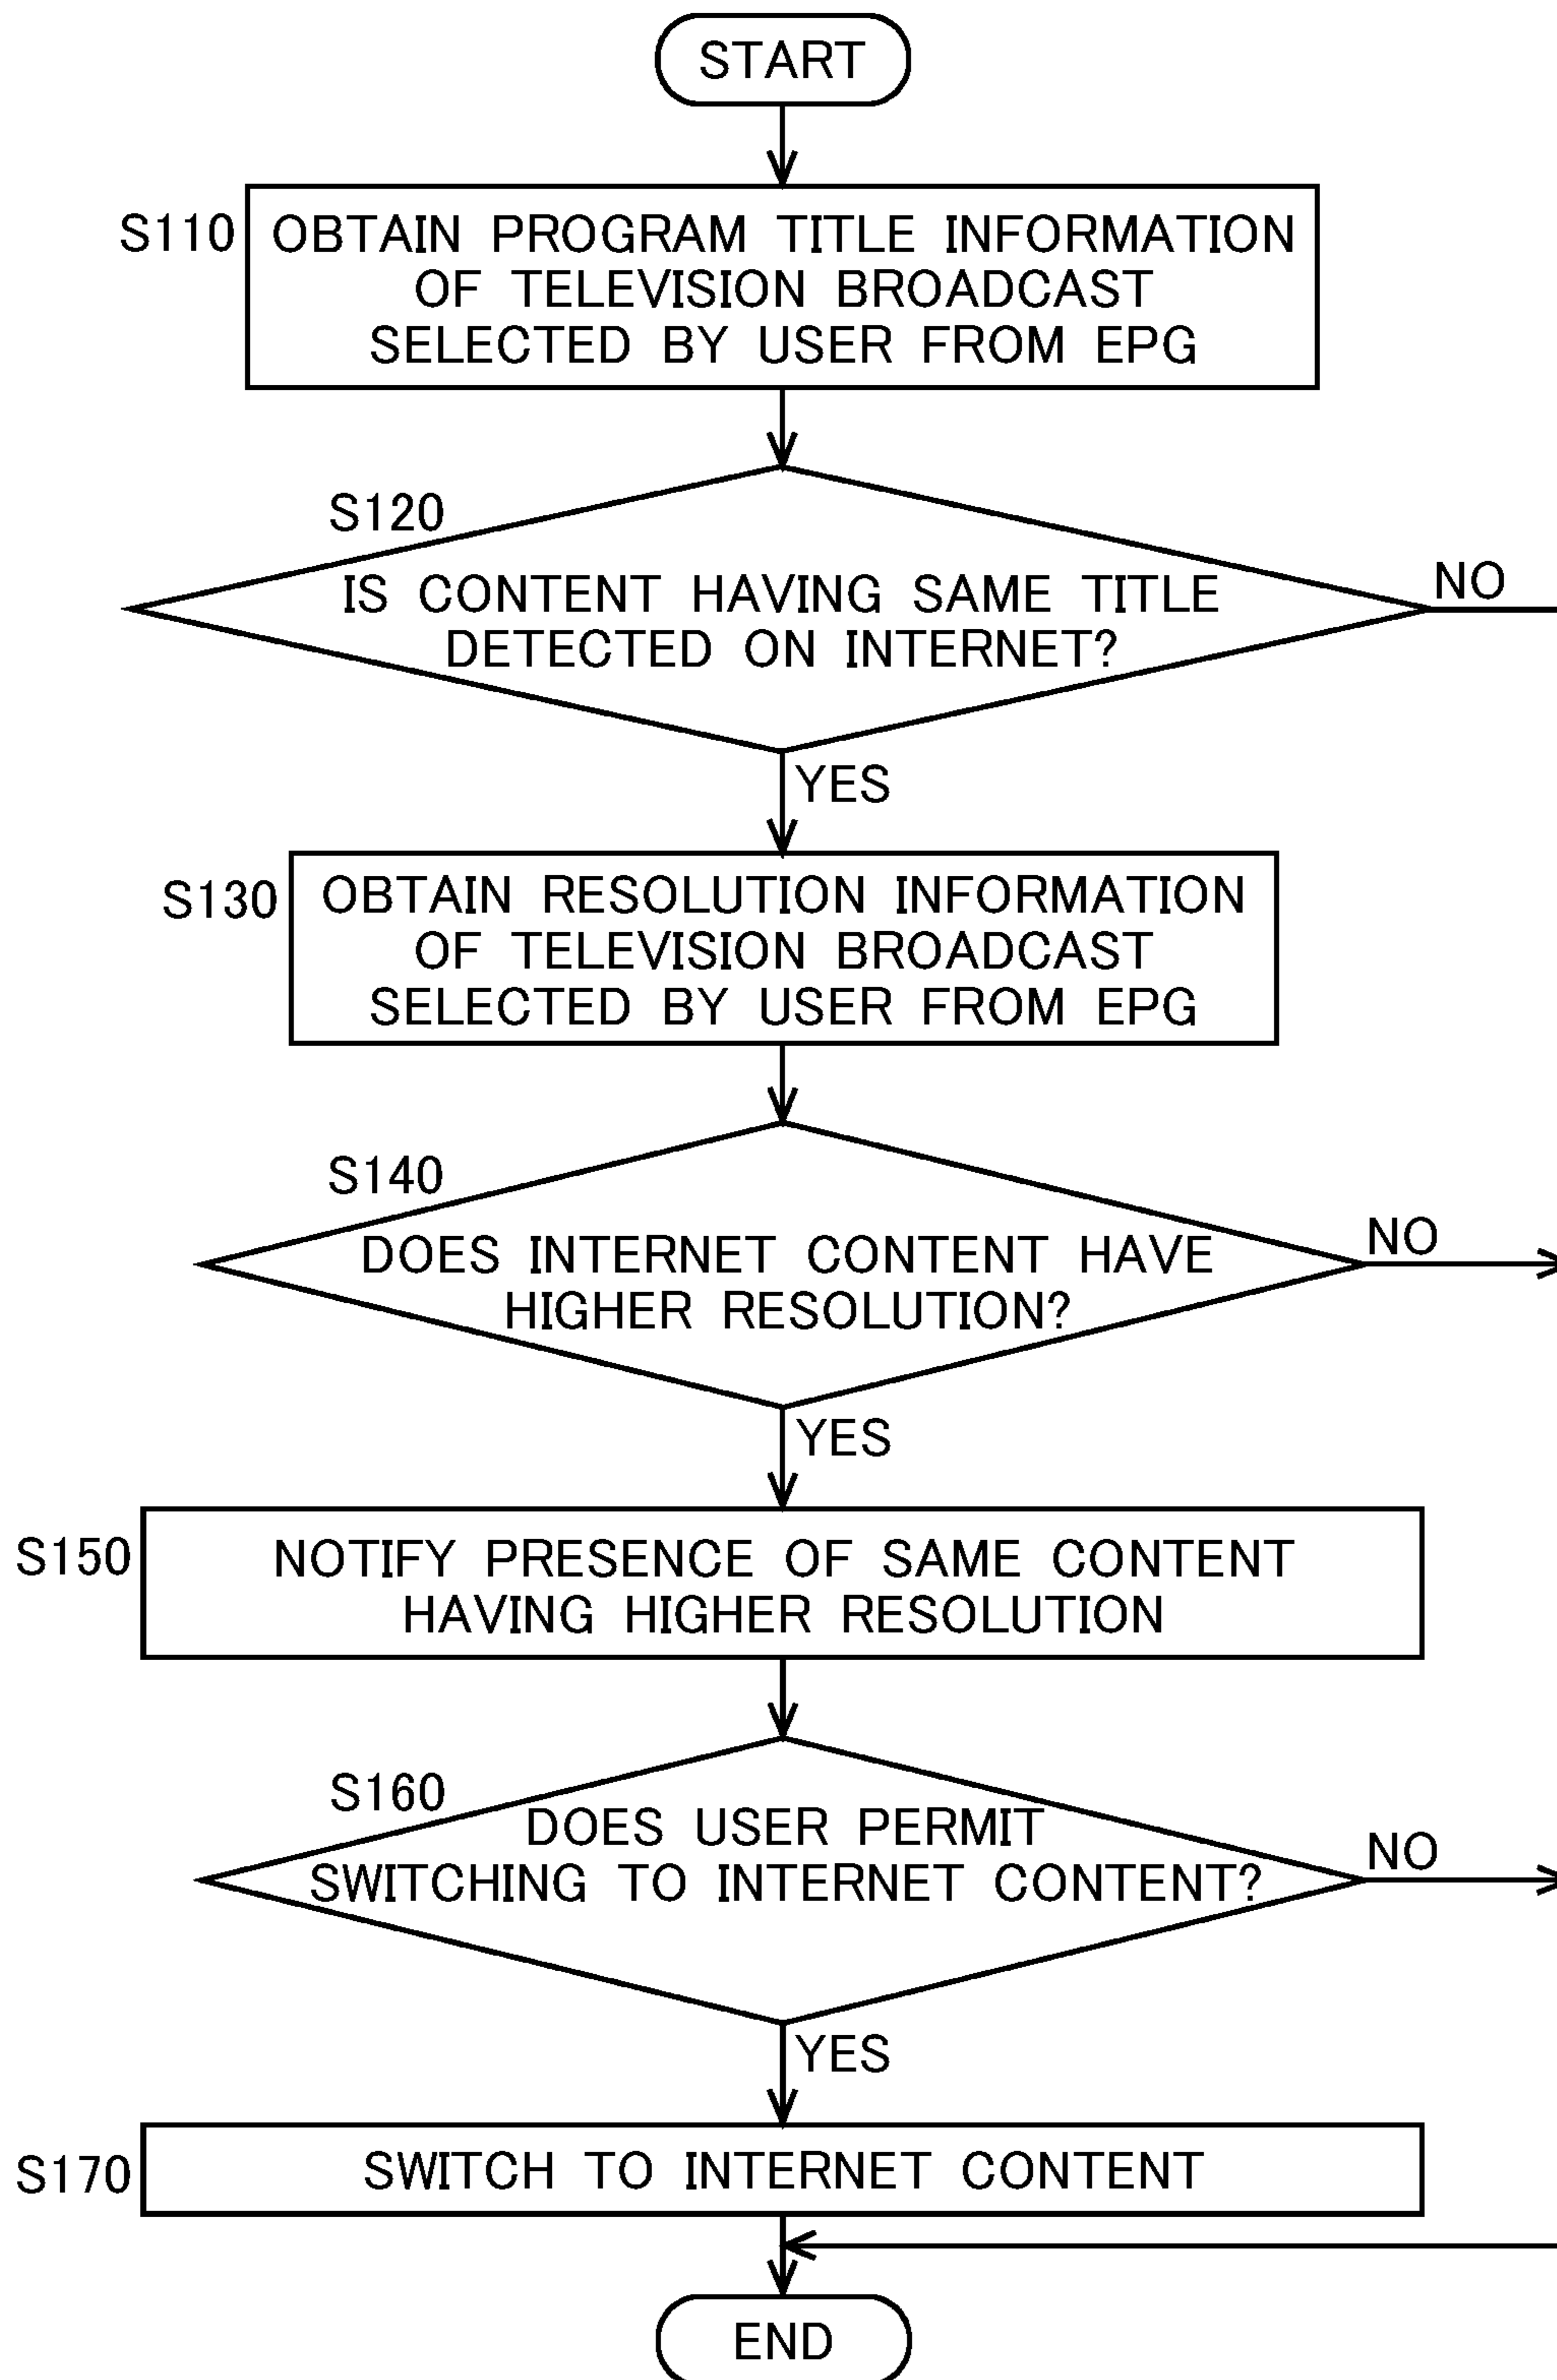 START
S110
OBTAIN PROGRAM TITLE INFORMATION
OF TELEVISION BROADCAST
SELECTED BY USER FROM EPG
S120
IS CONTENT HAVING SAME TITLE
DETECTED ON INTERNET?
NO
YES
S130
OBTAIN RESOLUTION INFORMATION
OF TELEVISION BROADCAST
SELECTED BY USER FROM EPG
S140
DOES INTERNET CONTENT HAVE
HIGHER RESOLUTION?
NO
YES
S150
NOTIFY PRESENCE OF SAME CONTENT
HAVING HIGHER RESOLUTION
S160
DOES USER PERMIT
SWITCHING TO INTERNET CONTENT?
NO
YES
S170
SWITCH TO INTERNET CONTENT
END